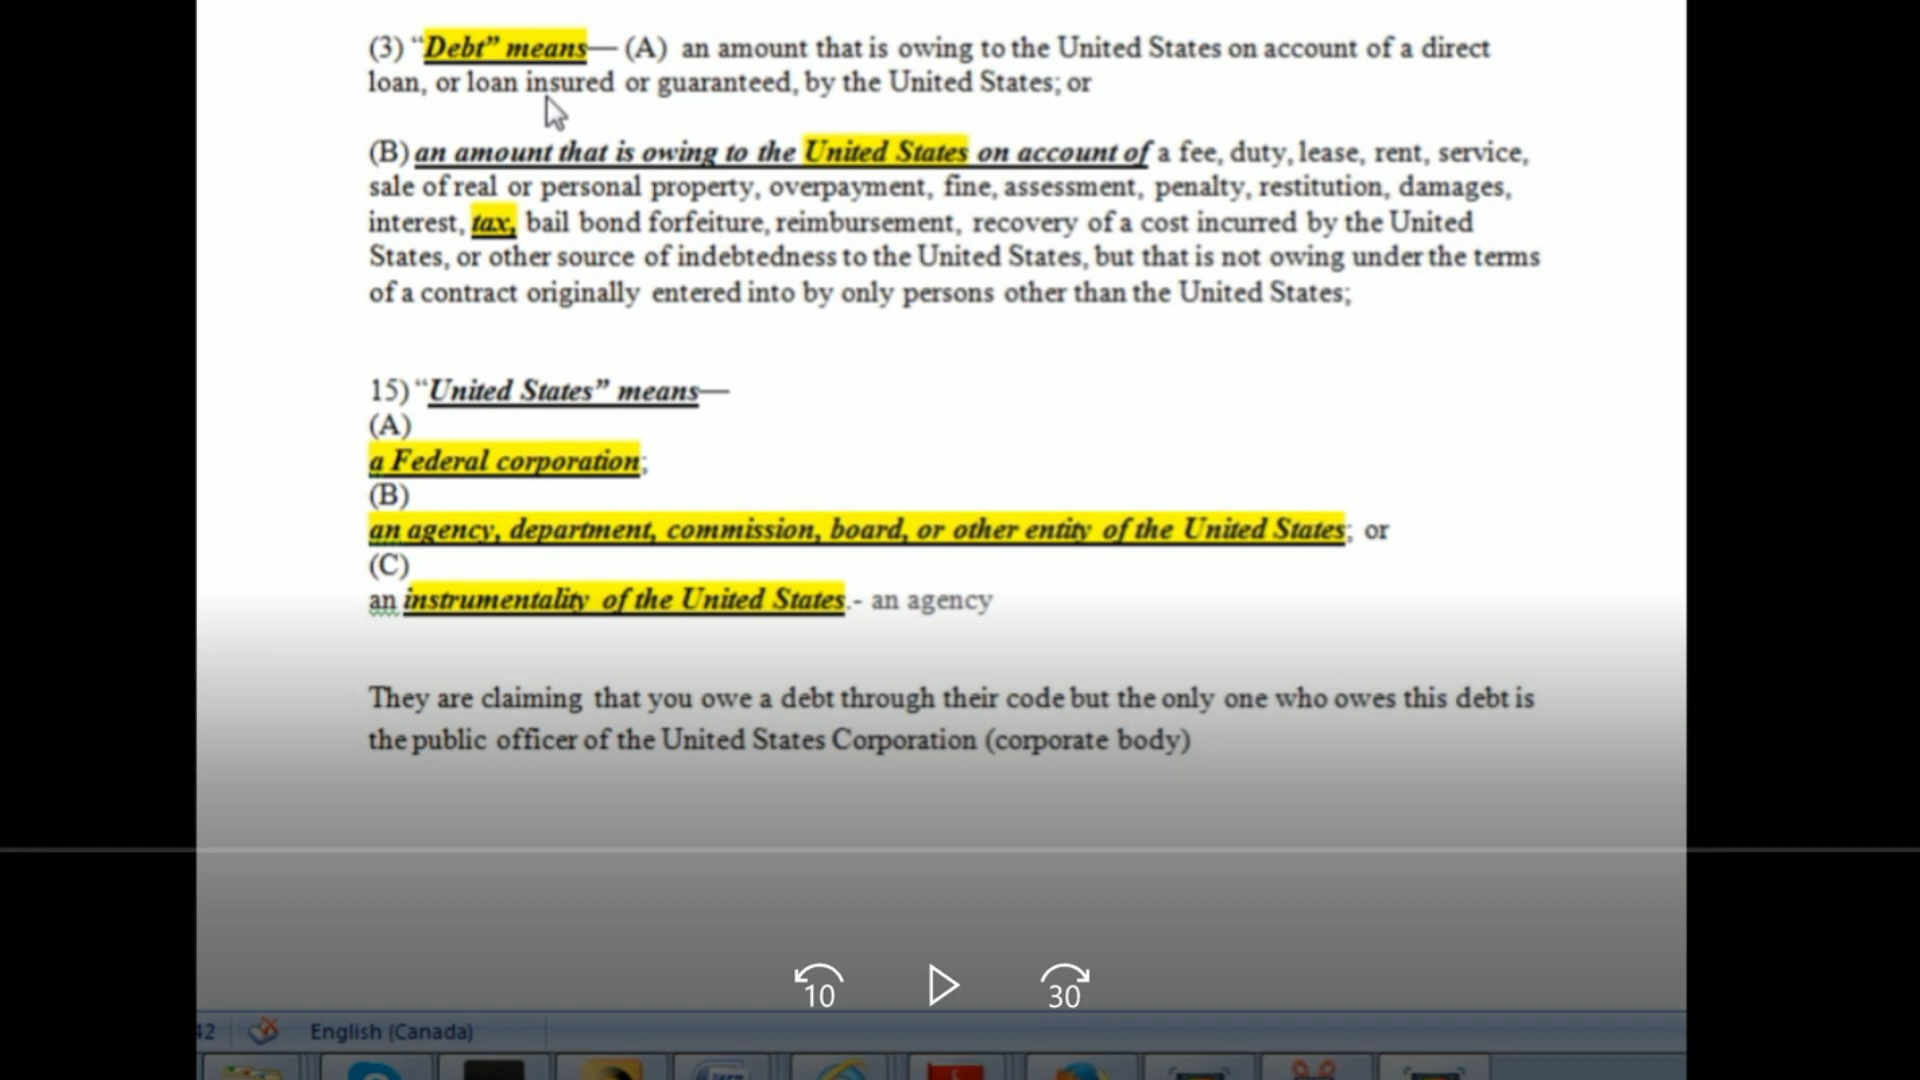 (3) “Debt” means— (A) an amount that is owing to the United States on account of a direct
loan, or loan insured or guaranteed, by the United States; or
(B) an amount that is owing to the United States on account of a fee, duty, lease, rent, service,
sale of real or personal property, overpayment, fine, assessment, penalty, restitution, damages,
interest, tax, bail bond forfeiture, reimbursement, recovery of a cost incurred by the United
States, or other source of indebtedness to the United States, but that is not owing under the terms
of a contract originally entered into by only persons other than the United States;
15) “United States” means—
(A)
a Federal corporation;
(B)
an agency, department, commission, board, or other entity of the United States; or
(C)
an instrumentality of the United States.- an agency
They are claiming that you owe a debt through their code but the only one who owes this debt is
the public officer of the United States Corporation (corporate body)
10
30
42
English (Canada)